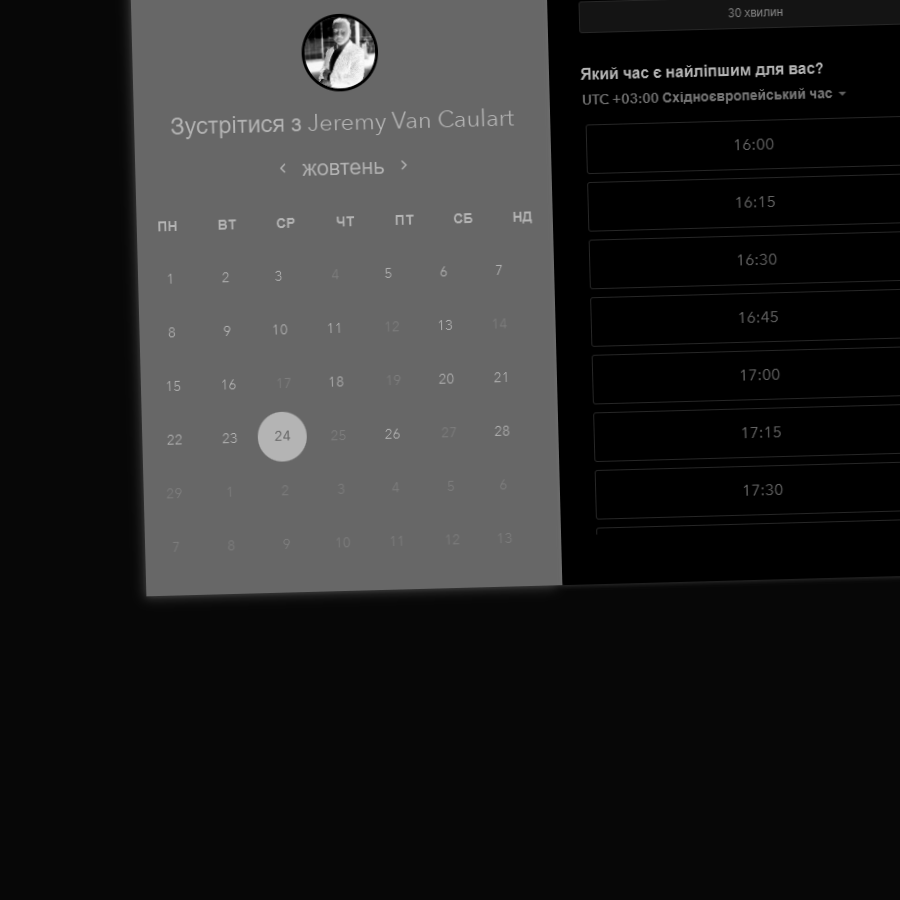 Зустрітися з Jeremy Van Caulart
жовтень
ПН ВТ СР ЧТ ПТ СБ НД
1 2 3 4 5 6 7
8 9 10 11 12 13 14
15 16 17 18 19 20 21
22 23 24 25 26 27 28
29 1 2 3 4 5 6
7 8 9 10 11 12 13
30 хвилин
Який час є найліпшим для вас?
UTC +03:00 Східноєвропейський час
16:00
16:15
16:30
16:45
17:00
17:15
17:30